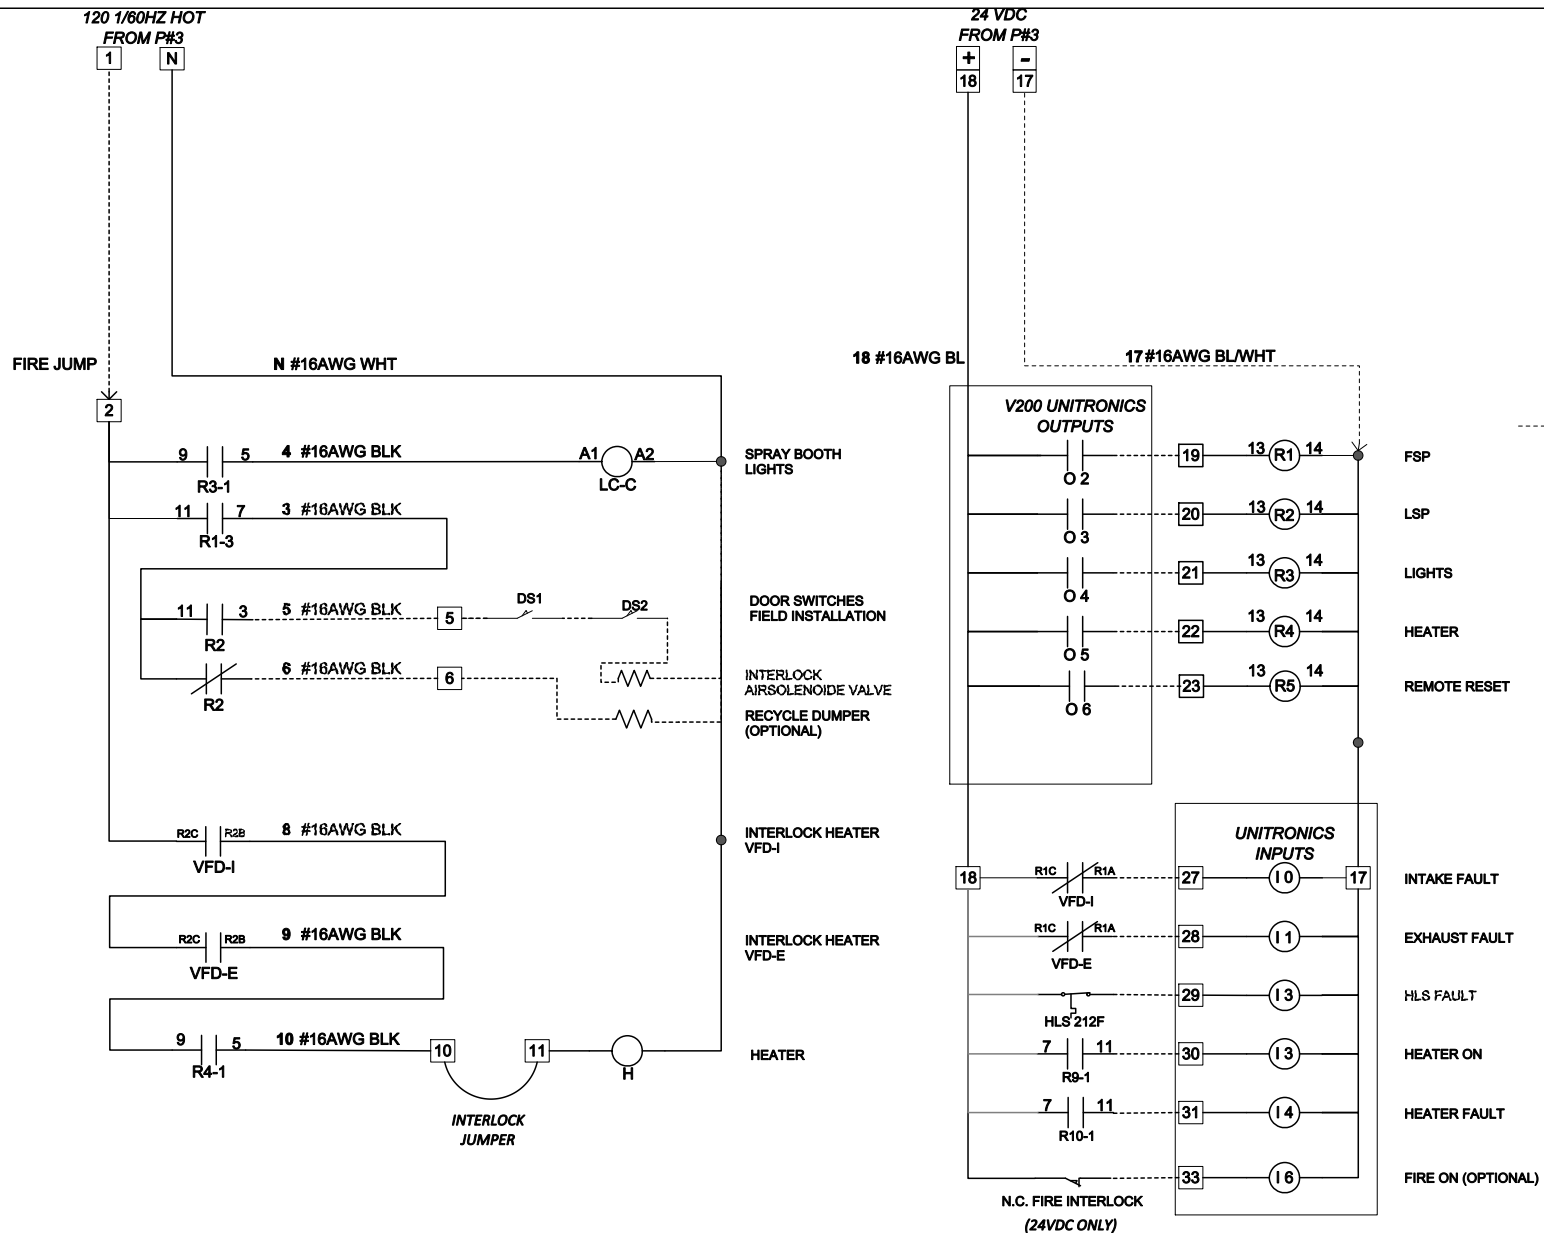 120 1/60HZ HOT
FROM P#3
1 N
FIRE JUMP
N #16AWG WHT
2
9 5 4 #16AWG BLK A1 A2
R3-1 LC-C
SPRAY BOOTH
LIGHTS
11 7 3 #16AWG BLK
R1-3
11 3 5 #16AWG BLK 5 DS1 DS2
R2
DOOR SWITCHES
FIELD INSTALLATION
6 #16AWG BLK 6
R2
INTERLOCK
AIRSOLENOIDE VALVE
RECYCLE DUMPER
(OPTIONAL)
R2C R2B 8 #16AWG BLK
VFD-I
INTERLOCK HEATER
VFD-I
R2C R2B 9 #16AWG BLK
VFD-E
INTERLOCK HEATER
VFD-E
9 5 10 #16AWG BLK 10 11
R4-1 H
HEATER
INTERLOCK
JUMPER
24 VDC
FROM P#3
+ -
18 17
18 #16AWG BL 17 #16AWG BL/WHT
V200 UNITRONICS
OUTPUTS
O 2 19 13 R1 14 FSP
O 3 20 13 R2 14 LSP
O 4 21 13 R3 14 LIGHTS
O 5 22 13 R4 14 HEATER
O 6 23 13 R5 14 REMOTE RESET
UNITRONICS
INPUTS
18 R1C R1A 27 I 0 17 INTAKE FAULT
VFD-I
R1C R1A 28 I 1 EXHAUST FAULT
VFD-E
29 I 3 HLS FAULT
HLS 212F
7 11 30 I 3 HEATER ON
R9-1
7 11 31 I 4 HEATER FAULT
R10-1
33 I 6 FIRE ON (OPTIONAL)
N.C. FIRE INTERLOCK
(24VDC ONLY)